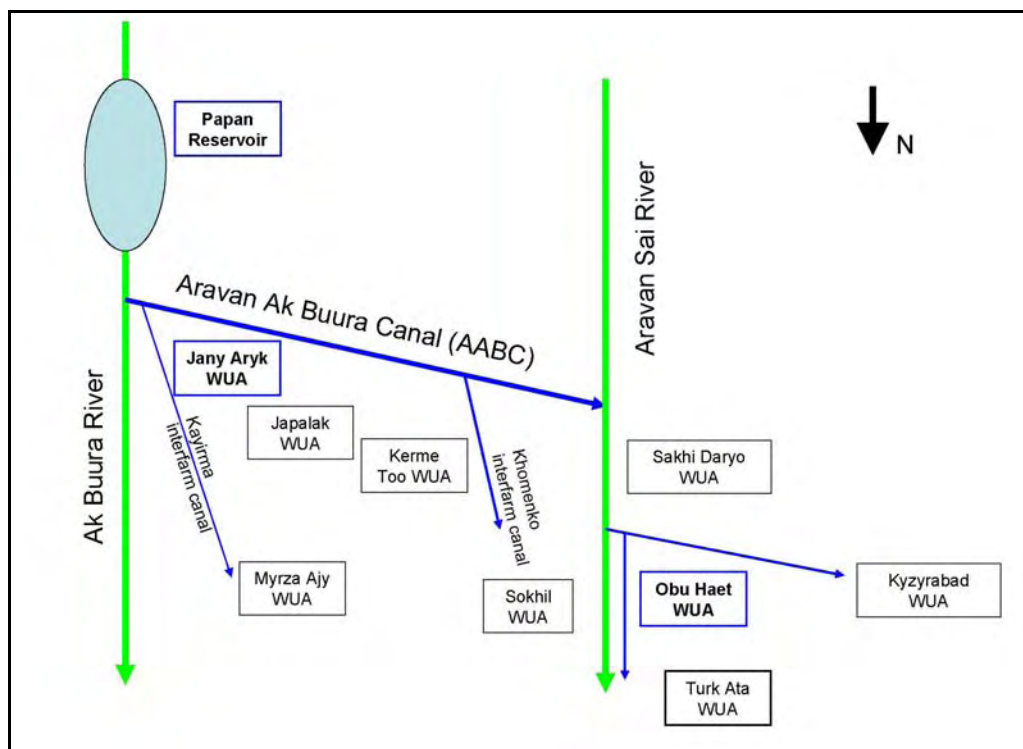 Papan
Reservoir
N
Aravan Sai River
Aravan Ak Buura Canal (AABC)
Jany Aryk
WUA
Ak Buura River
Kayirma
interfarm canal
Japalak
WUA
Kerme
Too WUA
Khomenko
interfarm canal
Sakhi Daryo
WUA
Myrza Ajy
WUA
Sokhil
WUA
Obu Haet
WUA
Kyzyrabad
WUA
Turk Ata
WUA